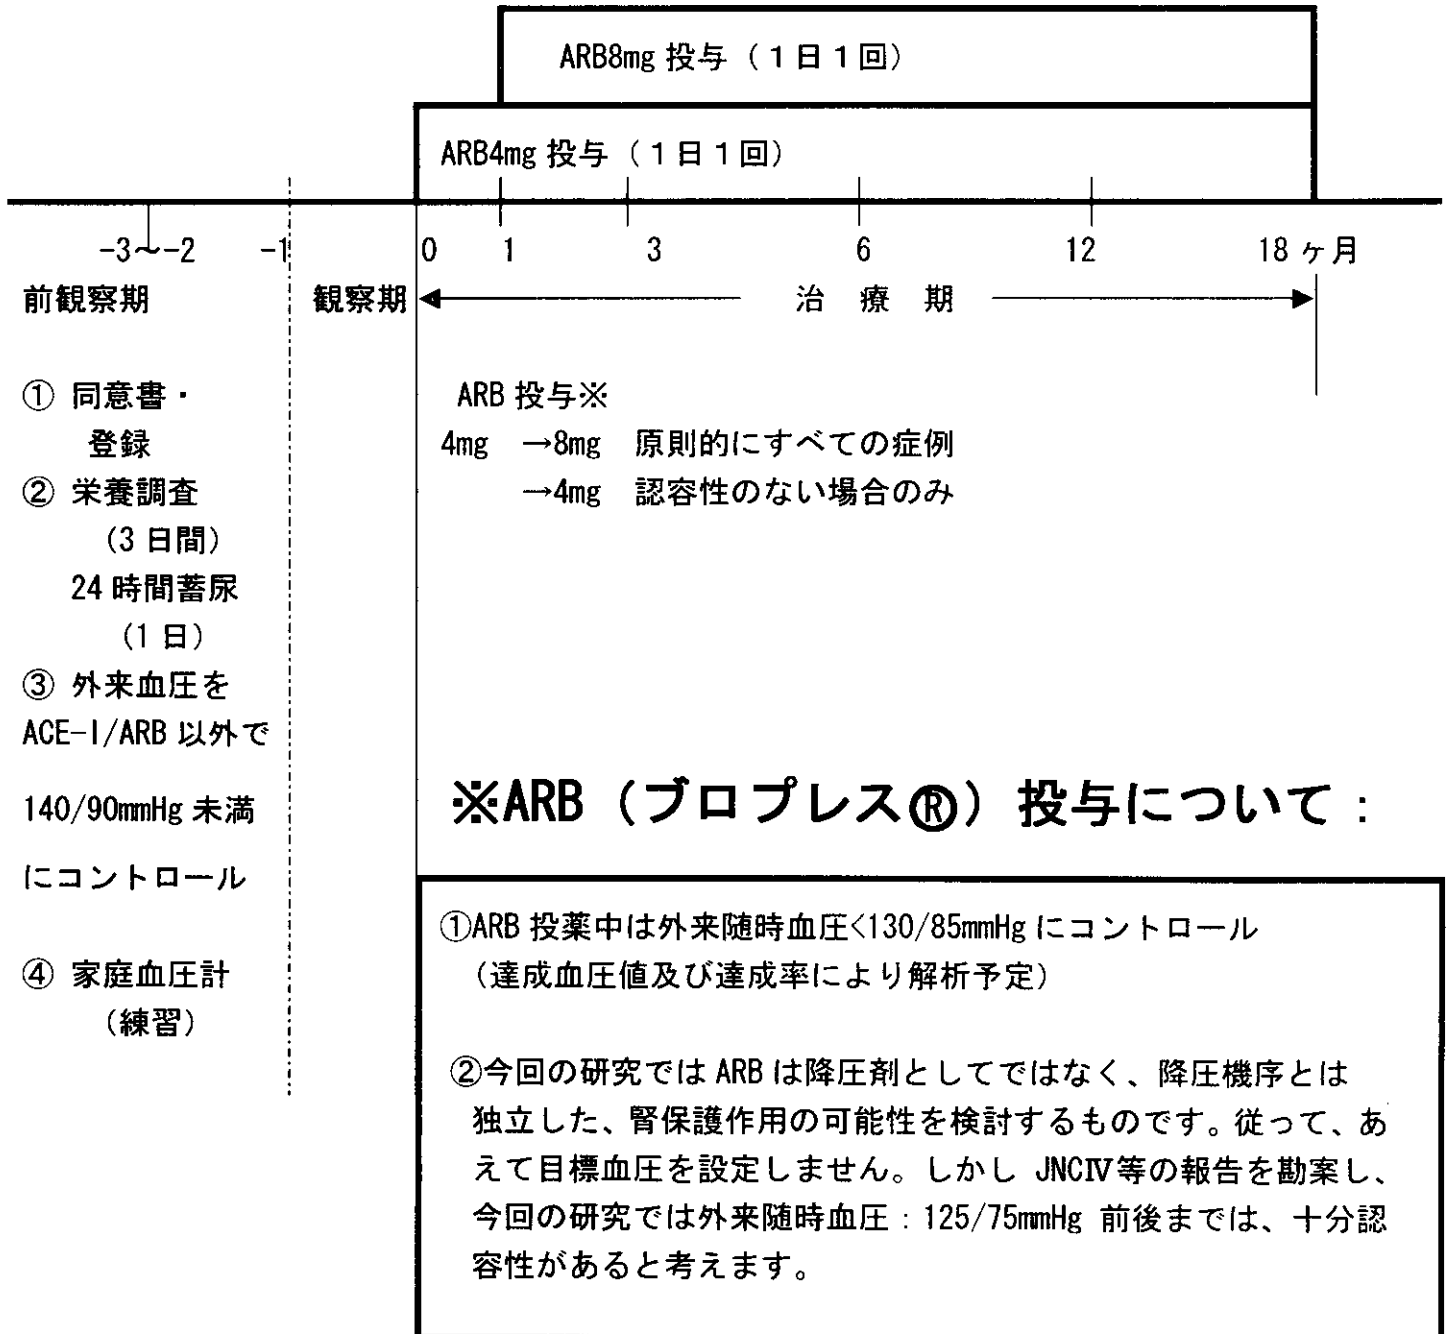 ARB8mg 投与（1日1回）
ARB4mg 投与（1日1回）
-3～-2 -1 0 1 3 6 12 18 ヶ月
前観察期 観察期 治 療 期
① 同意書・
登録
② 栄養調査
（3 日間）
24 時間蓄尿
（1 日）
③ 外来血圧を
ACE-I/ARB 以外で
140/90mmHg 未満
にコントロール
④ 家庭血圧計
（練習）
ARB 投与※
4mg →8mg 原則的にすべての症例
→4mg 認容性のない場合のみ
※ARB（ブロプレス®）投与について：
①ARB 投薬中は外来随時血圧<130/85mmHg にコントロール
（達成血圧値及び達成率により解析予定）
②今回の研究では ARB は降圧剤としてではなく、降圧機序とは
独立した、腎保護作用の可能性を検討するものです。従って、あ
えて目標血圧を設定しません。しかし JNCⅣ等の報告を勘案し、
今回の研究では外来随時血圧：125/75mmHg 前後までは、十分認
容性があると考えます。